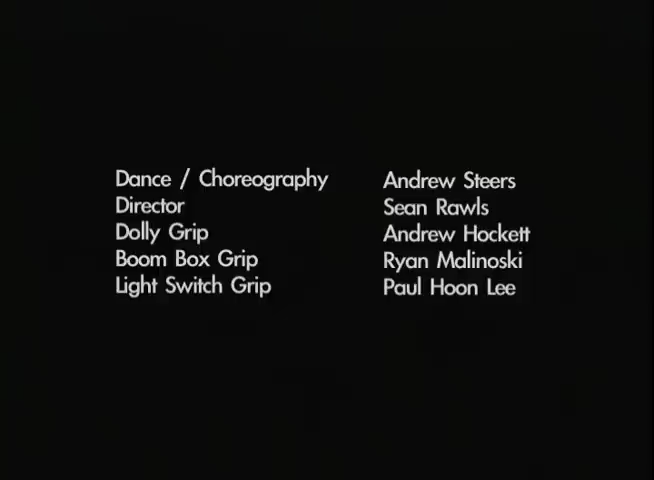 Dance / Choreography Andrew Steers
Director Sean Rawls
Dolly Grip Andrew Hockett
Boom Box Grip Ryan Malinoski
Light Switch Grip Paul Hoon Lee